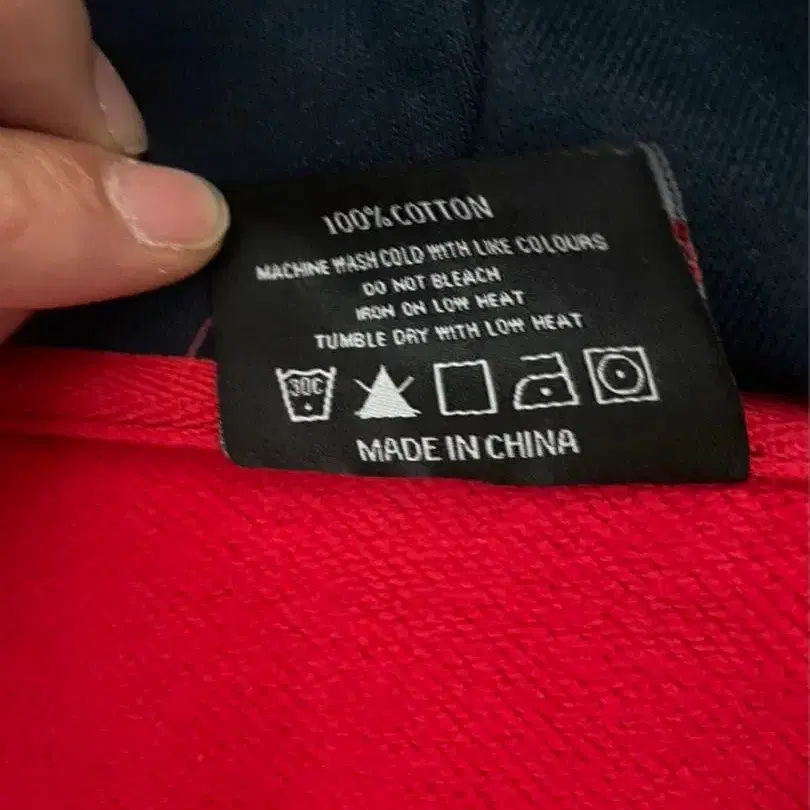 100% COTTON
MACHINE WASH COLD WITH LIKE COLOURS
DO NOT BLEACH
IRON ON LOW HEAT
TUMBLE DRY WITH LOW HEAT
30C
MADE IN CHINA